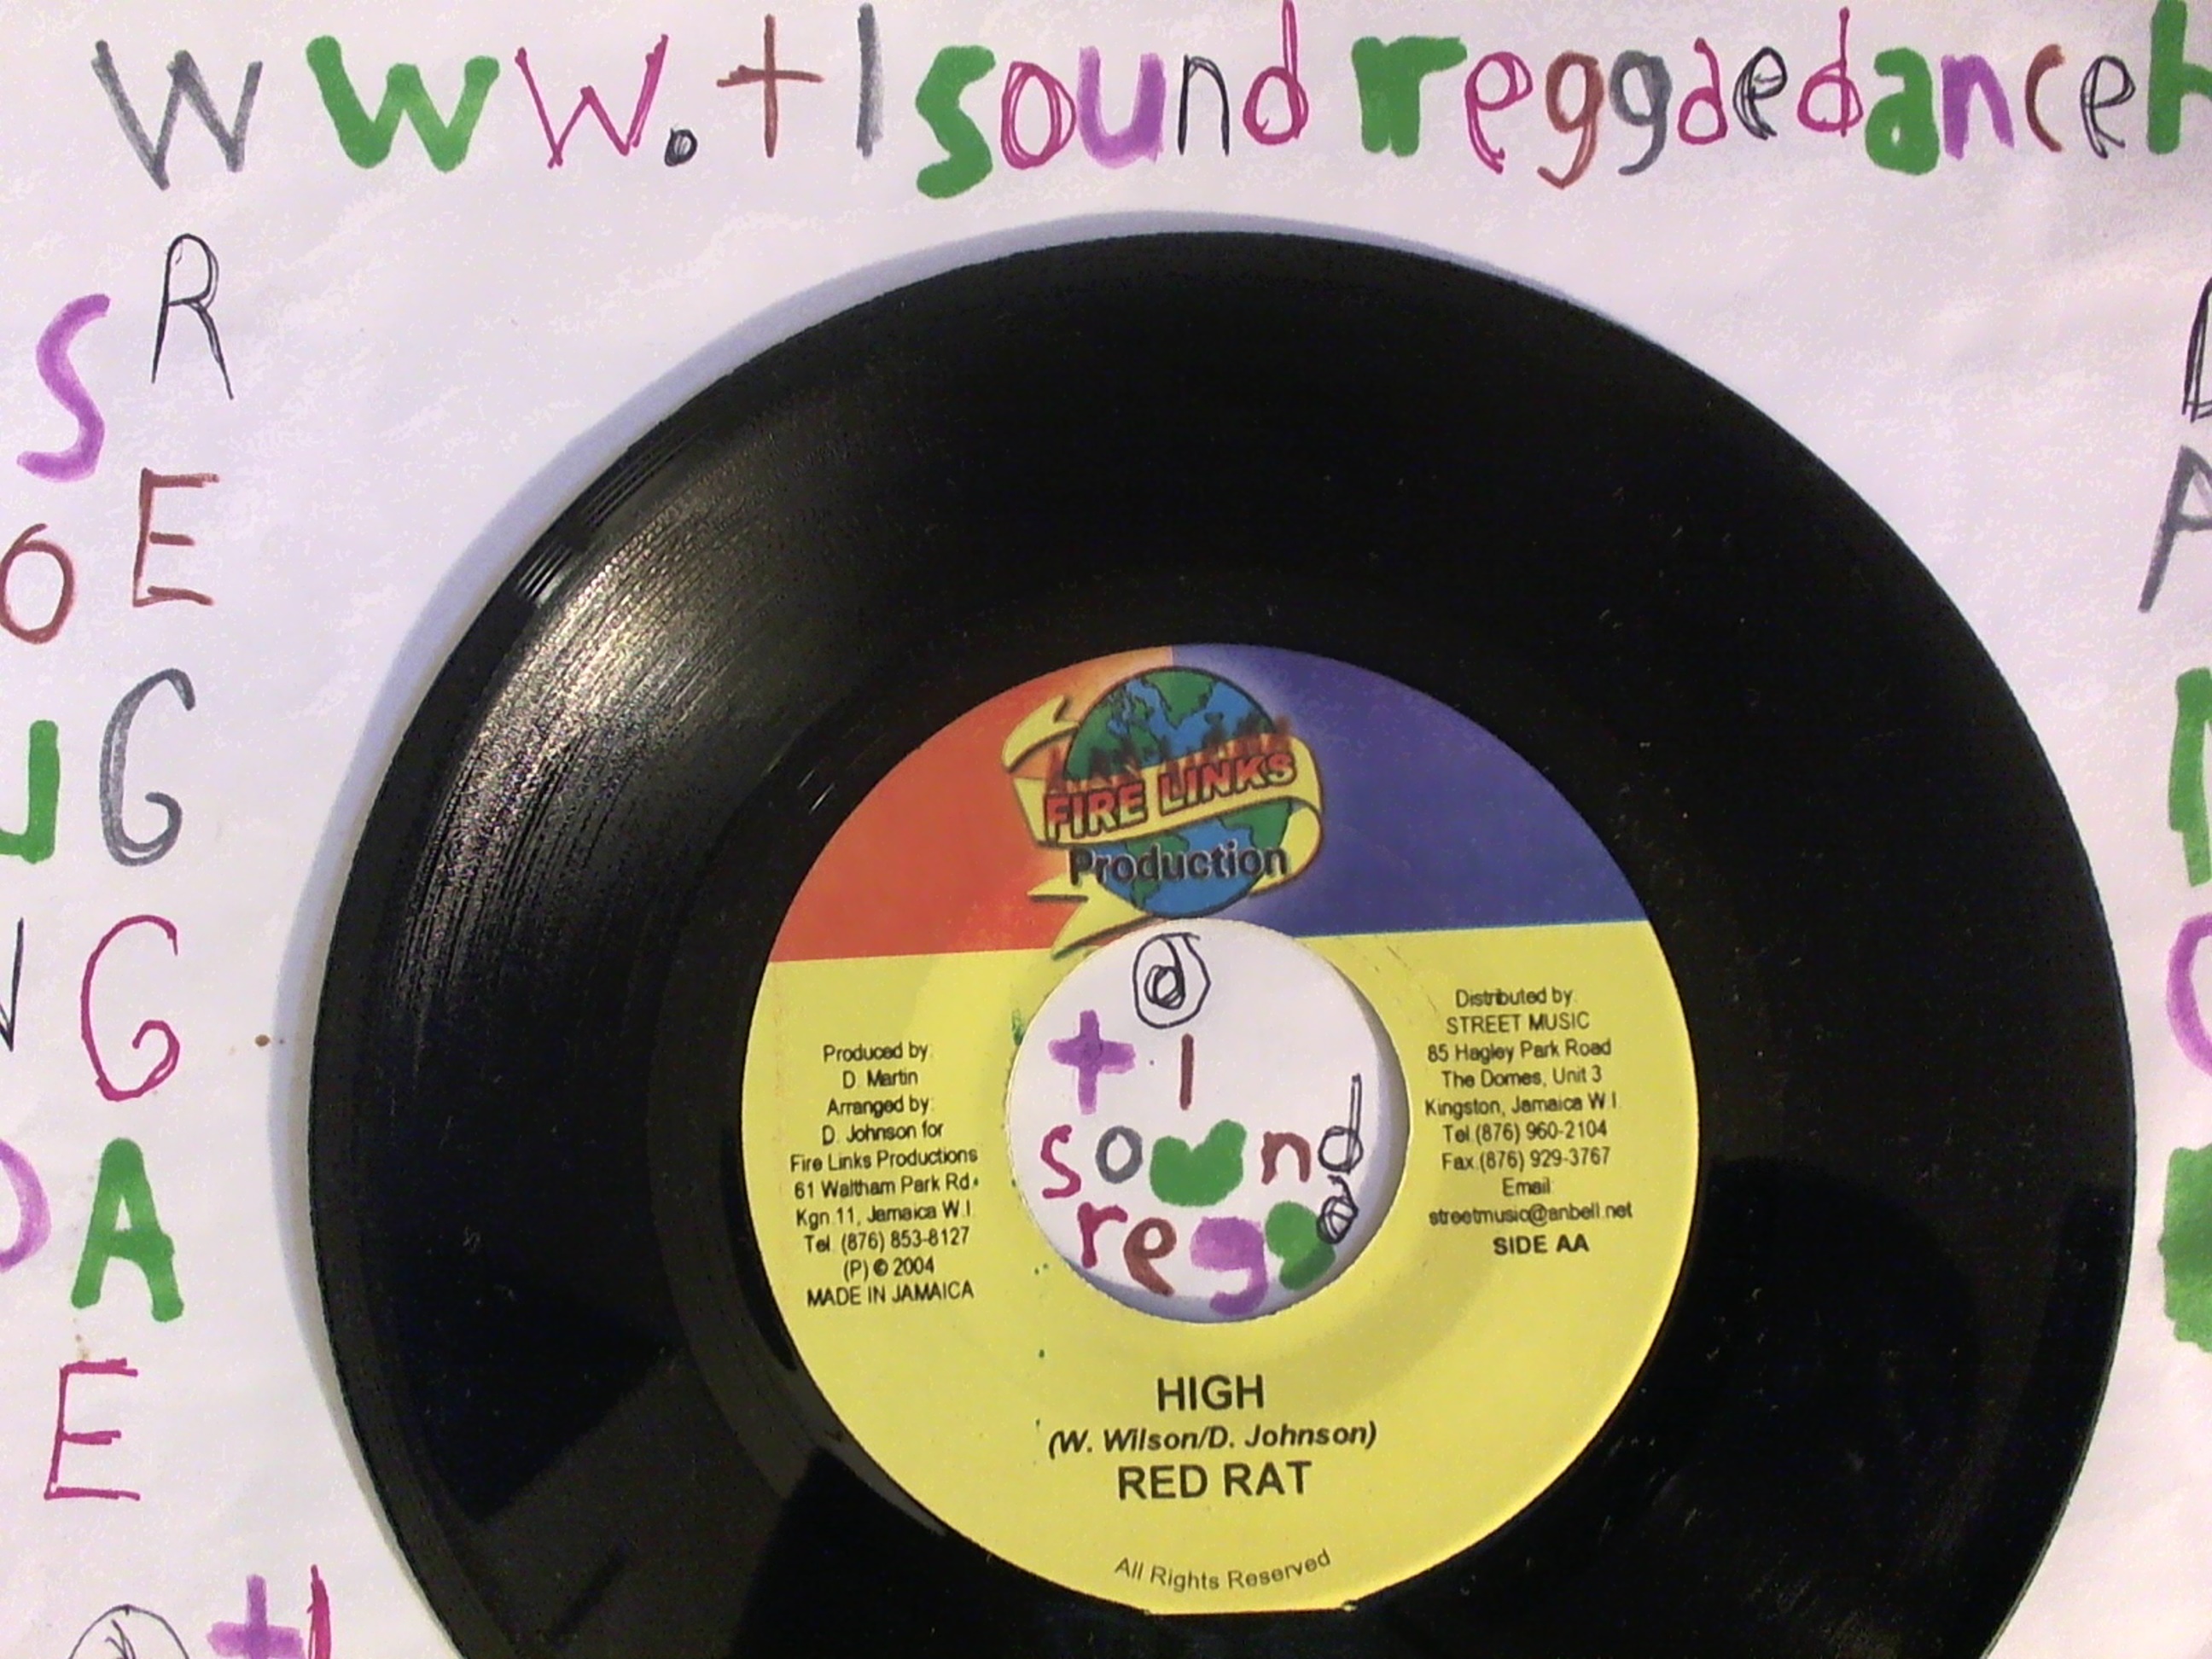 www.+1soundreggaedanceh
R
E
G
G
A
E
S
O
U
N
D
D
A
N
C
FIRE LINKS
Production
Produced by:
D. Martin
Arranged by:
D. Johnson for
Fire Links Productions
61 Waltham Park Rd.
Kgn.11, Jamaica W.I.
Tel: (876) 853-8127
(P) © 2004
MADE IN JAMAICA
@
+1
sound
regg
a
Distributed by:
STREET MUSIC
85 Hagley Park Road
The Domes, Unit 3
Kingston, Jamaica W.I.
Tel.(876) 960-2104
Fax.(876) 929-3767
Email:
streetmusic@anbell.net
SIDE AA
HIGH
(W. Wilson/D. Johnson)
RED RAT
All Rights Reserved
@+1